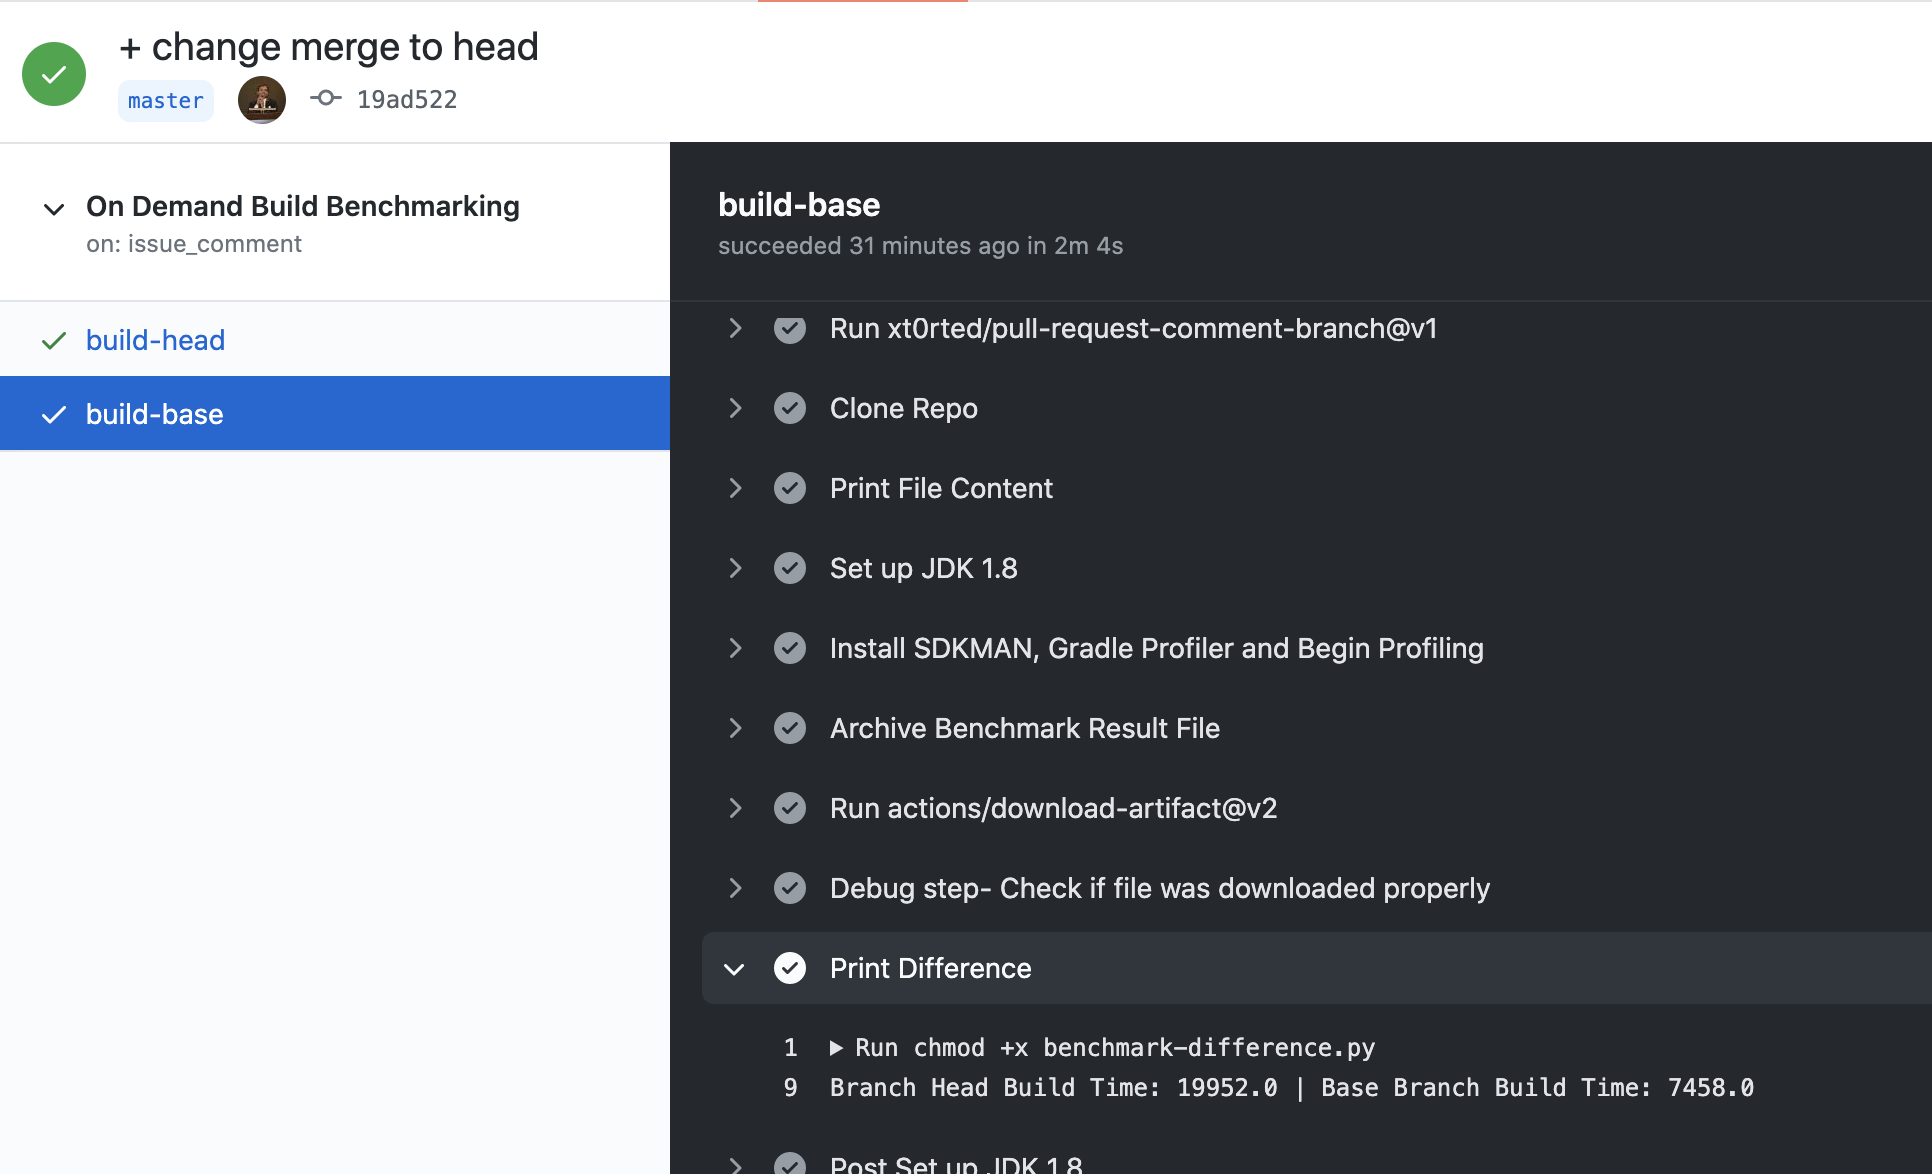 + change merge to head
master 19ad522
On Demand Build Benchmarking
on: issue_comment
build-head
build-base
build-base
succeeded 31 minutes ago in 2m 4s
Run xt0rted/pull-request-comment-branch@v1
Clone Repo
Print File Content
Set up JDK 1.8
Install SDKMAN, Gradle Profiler and Begin Profiling
Archive Benchmark Result File
Run actions/download-artifact@v2
Debug step- Check if file was downloaded properly
Print Difference
1 ▶ Run chmod +x benchmark-difference.py
9 Branch Head Build Time: 19952.0 | Base Branch Build Time: 7458.0
Post Set up JDK 1.8